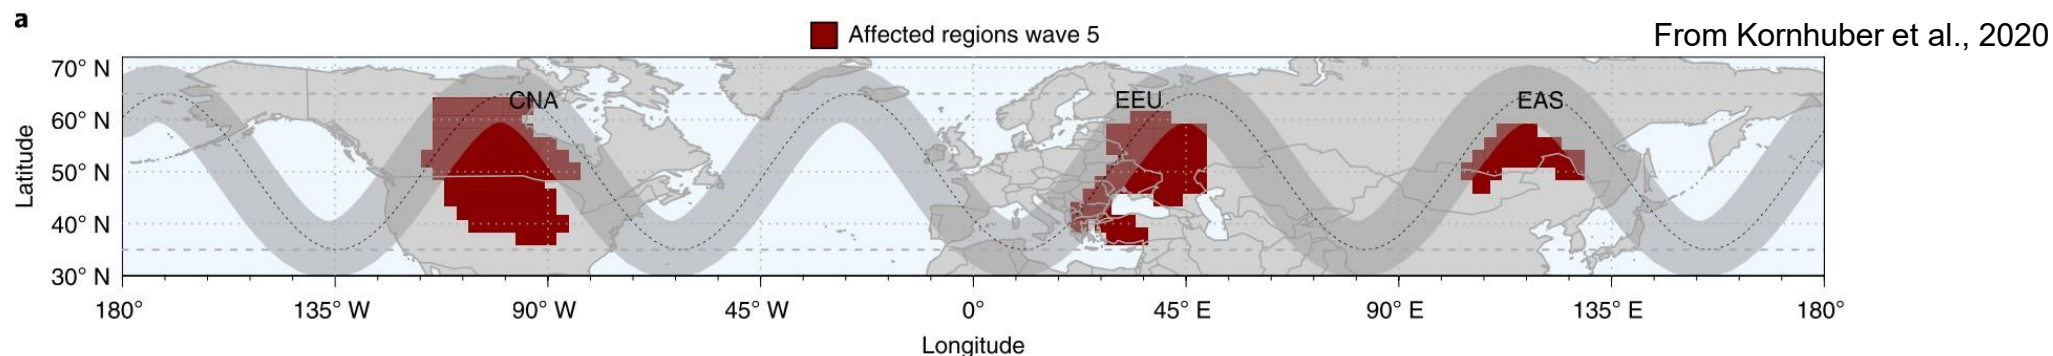 a
Affected regions wave 5
From Kornhuber et al., 2020
70° N
60° N
50° N
40° N
30° N
Latitude
CNA
EEU
EAS
180°
135° W
90° W
45° W
0°
45° E
90° E
135° E
180°
Longitude